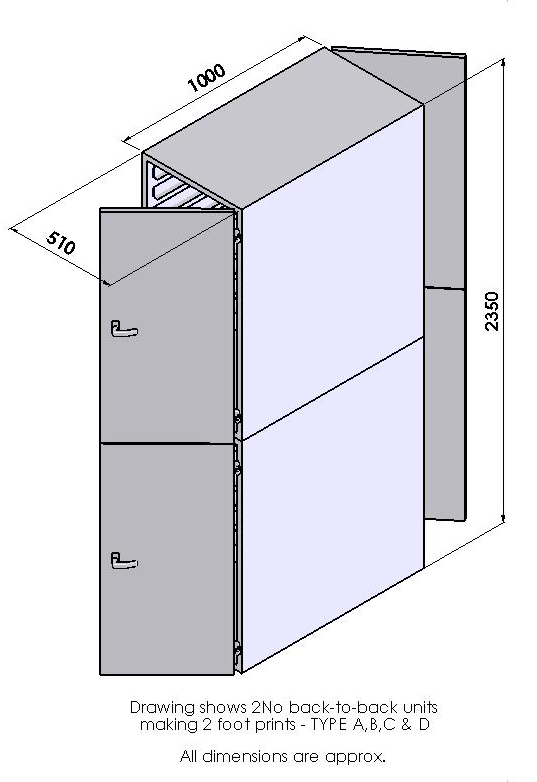 1000
510
2350
Drawing shows 2No back-to-back units
making 2 foot prints - TYPE A,B,C & D
All dimensions are approx.